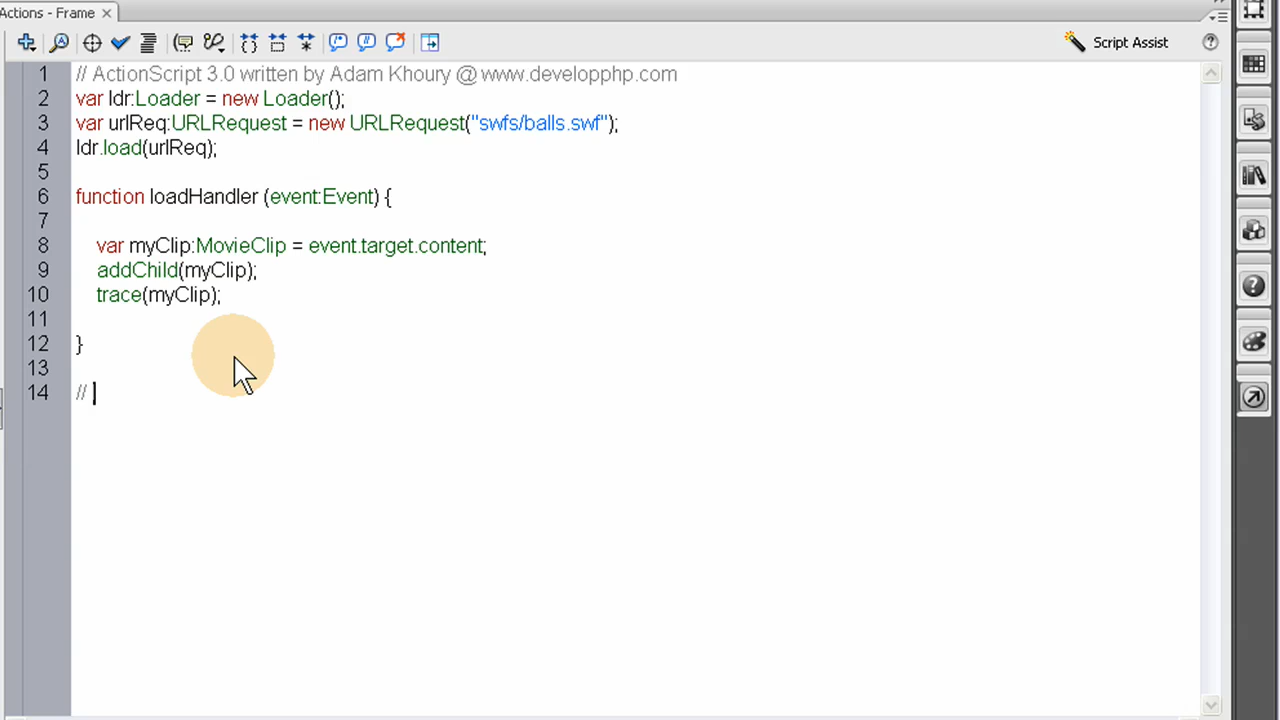 Actions - Frame
Script Assist
1 // ActionScript 3.0 written by Adam Khoury @ www.developphp.com
2 var ldr:Loader = new Loader();
3 var urlReq:URLRequest = new URLRequest("swfs/balls.swf");
4 ldr.load(urlReq);
5
6 function loadHandler (event:Event) {
7
8 var myClip:MovieClip = event.target.content;
9 addChild(myClip);
10 trace(myClip);
11
12 }
13
14 //